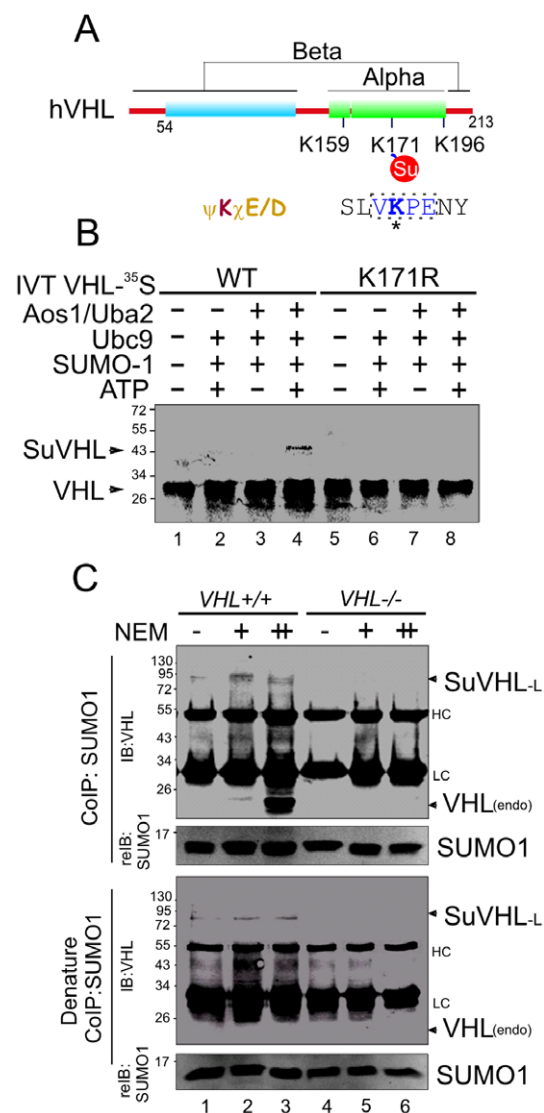 A
Beta
Alpha
hVHL
54
213
K159 K171 K196
Su
ψKχE/D SLVKPENY
*
B
IVT VHL-³⁵S WT K171R
Aos1/Uba2 – – + + – – + +
Ubc9 – + + + – + + +
SUMO-1 – + + + – + + +
ATP – + – + – + – +
72
55
SuVHL 43
34
VHL
26
1 2 3 4 5 6 7 8
C
VHL+/+ VHL-/-
NEM - + ++ - + ++
CoIP: SUMO1
IB:VHL
130
95
72
55
43
34
26
SuVHL-L
HC
LC
VHL(endo)
reIB:
SUMO1
17
SUMO1
Denature
CoIP:SUMO1
IB:VHL
130
95
72
55
43
34
26
SuVHL-L
HC
LC
VHL(endo)
reIB:
SUMO1
17
SUMO1
1 2 3 4 5 6